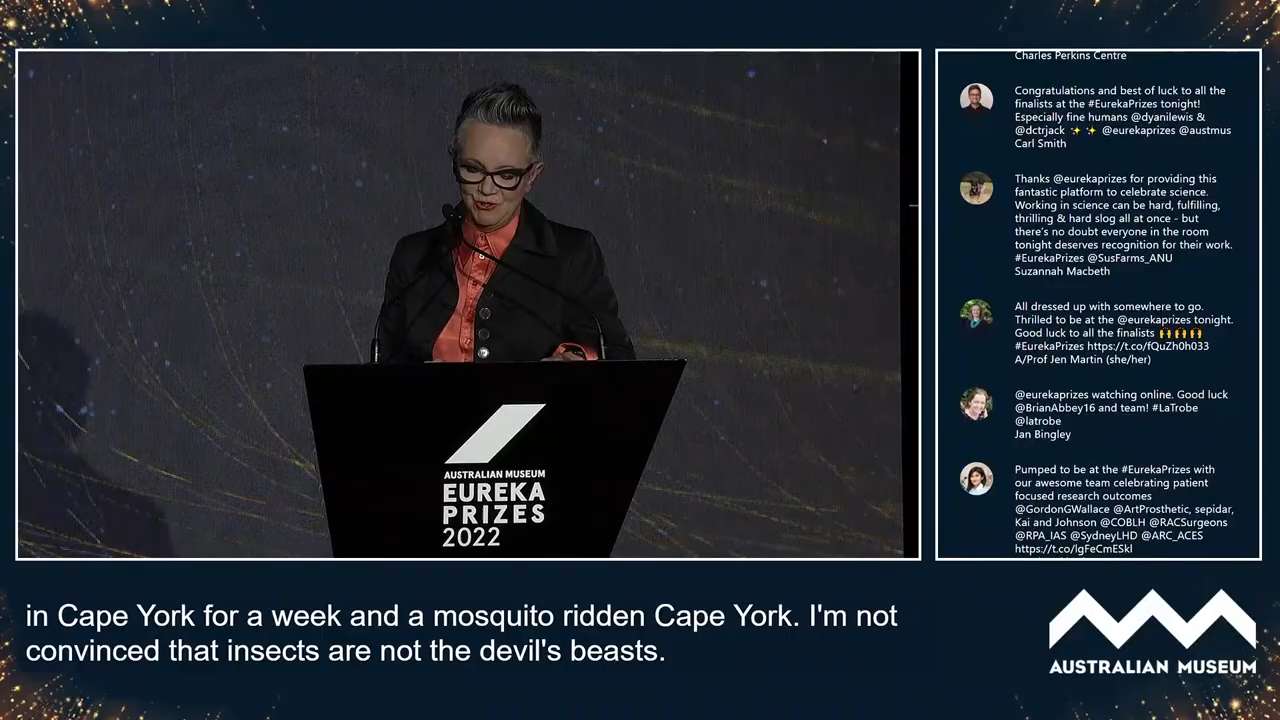 AUSTRALIAN MUSEUM
EUREKA
PRIZES
2022
Charles Perkins Centre
Congratulations and best of luck to all the
finalists at the #EurekaPrizes tonight!
Especially fine humans @dyanilewis &
@dctrjack ✨ ✨ @eurekaprizes @austmus
Carl Smith
Thanks @eurekaprizes for providing this
fantastic platform to celebrate science.
Working in science can be hard, fulfilling,
thrilling & hard slog all at once - but
there's no doubt everyone in the room
tonight deserves recognition for their work.
#EurekaPrizes @SusFarms_ANU
Suzannah Macbeth
All dressed up with somewhere to go.
Thrilled to be at the @eurekaprizes tonight.
Good luck to all the finalists 🙌🙌🙌
#EurekaPrizes https://t.co/fQuZh0h033
A/Prof Jen Martin (she/her)
@eurekaprizes watching online. Good luck
@BrianAbbey16 and team! #LaTrobe
@latrobe
Jan Bingley
Pumped to be at the #EurekaPrizes with
our awesome team celebrating patient
focused research outcomes
@GordonGWallace @ArtProsthetic, sepidar,
Kai and Johnson @COBLH @RACSurgeons
@RPA_IAS @SydneyLHD @ARC_ACES
https://t.co/lgFeCmESkl
in Cape York for a week and a mosquito ridden Cape York. I'm not
convinced that insects are not the devil's beasts.
AUSTRALIAN MUSEUM